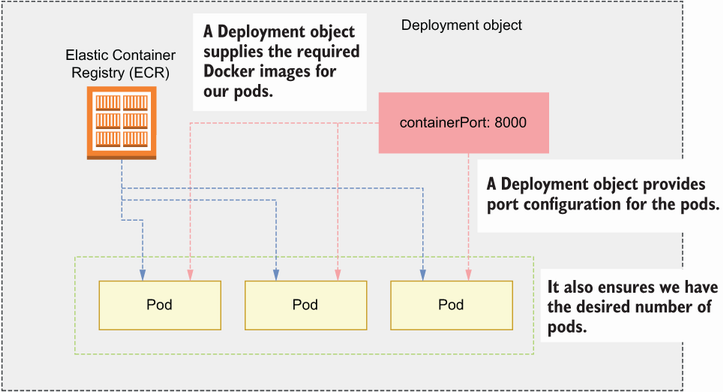 Deployment object
Elastic Container
Registry (ECR)
A Deployment object
supplies the required
Docker images for
our pods.
containerPort: 8000
A Deployment object provides
port configuration for the pods.
Pod
Pod
Pod
It also ensures we have
the desired number of
pods.